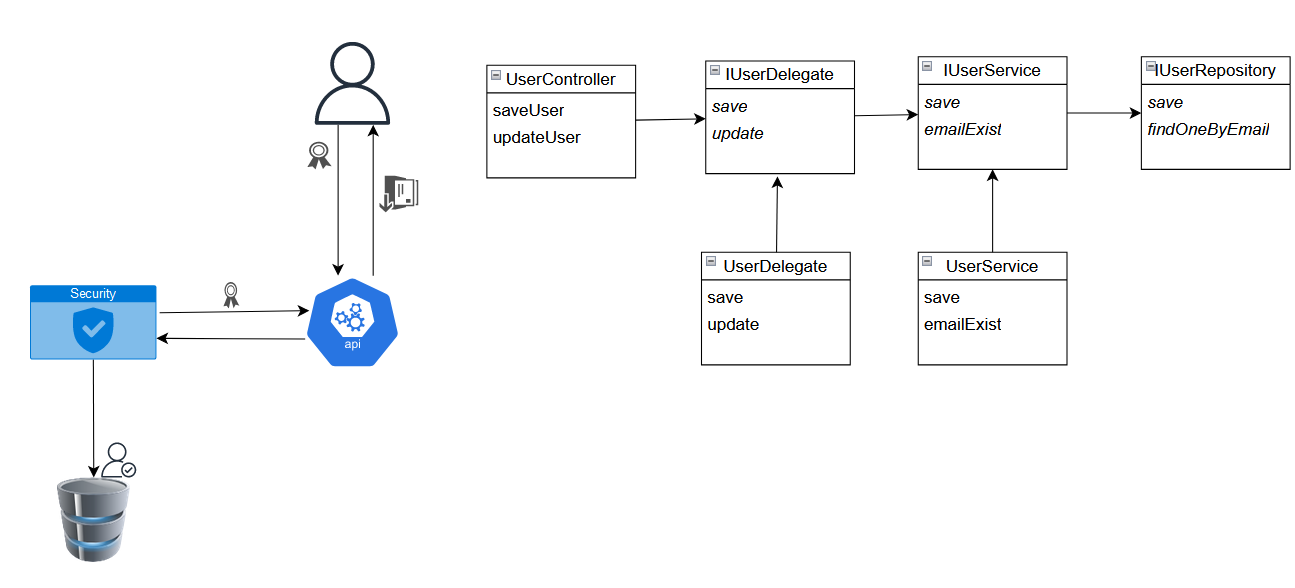 UserController
saveUser
updateUser
IUserDelegate
save
update
IUserService
save
emailExist
IUserRepository
save
findOneByEmail
UserDelegate
save
update
UserService
save
emailExist
Security
api